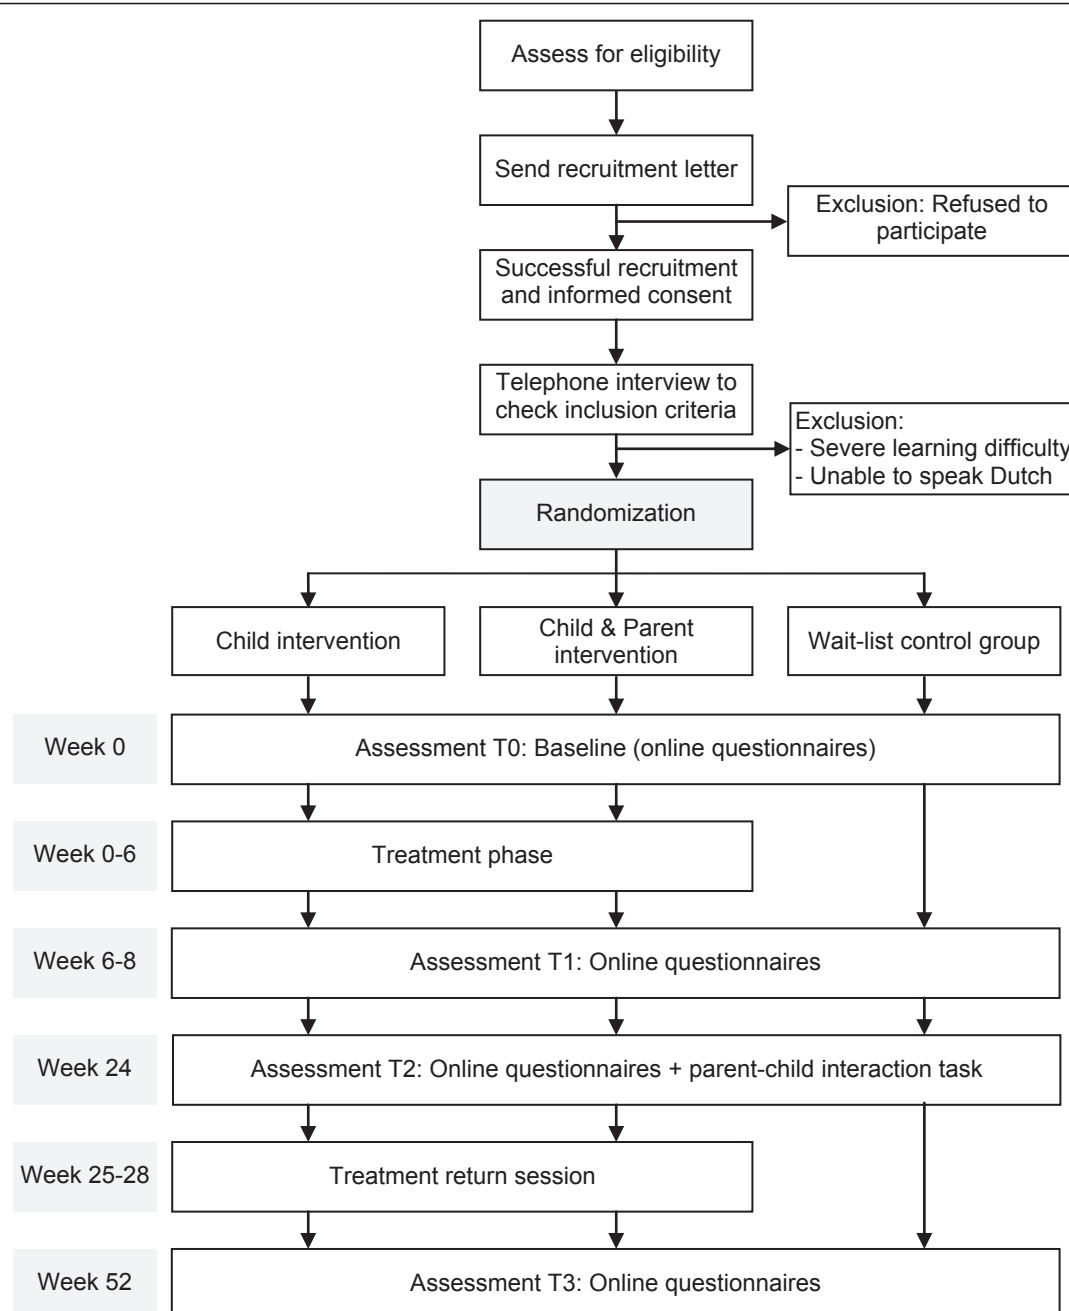 Assess for eligibility
Send recruitment letter
Exclusion: Refused to
participate
Successful recruitment
and informed consent
Telephone interview to
check inclusion criteria
Exclusion:
- Severe learning difficulty
- Unable to speak Dutch
Randomization
Child intervention
Child & Parent
intervention
Wait-list control group
Week 0
Assessment T0: Baseline (online questionnaires)
Week 0-6
Treatment phase
Week 6-8
Assessment T1: Online questionnaires
Week 24
Assessment T2: Online questionnaires + parent-child interaction task
Week 25-28
Treatment return session
Week 52
Assessment T3: Online questionnaires